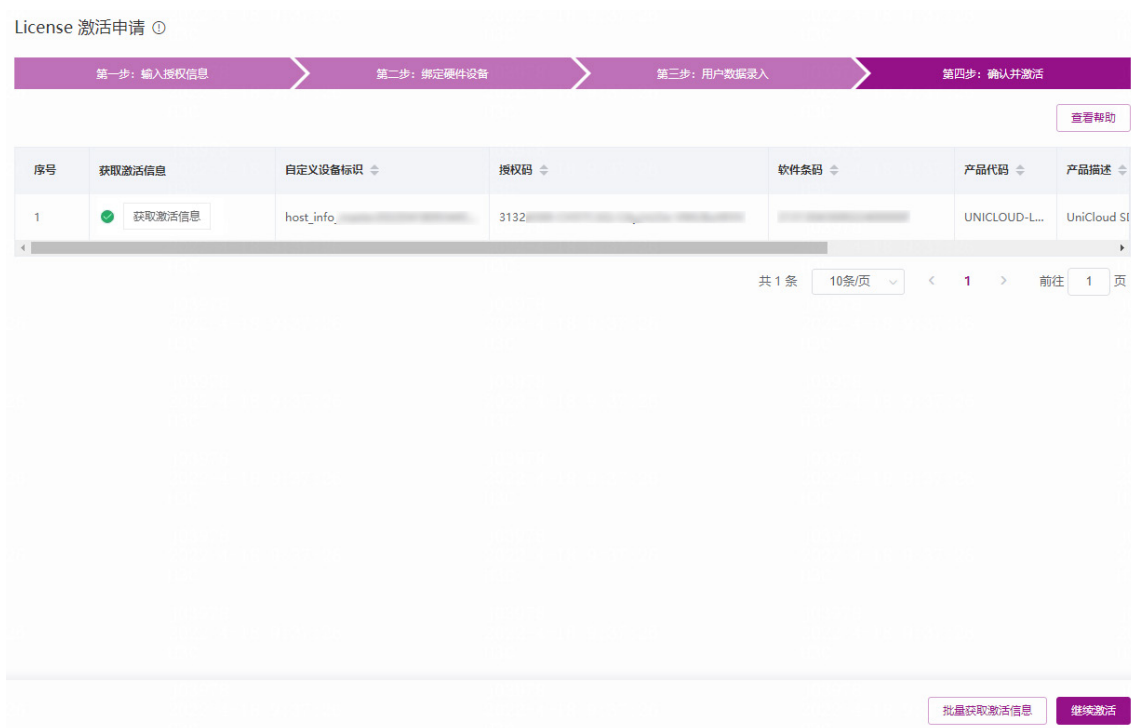 License 激活申请
第一步：输入授权信息 第二步：绑定硬件设备 第三步：用户数据录入 第四步：确认并激活
查看帮助
序号 获取激活信息 自定义设备标识 授权码 软件条码 产品代码 产品描述
1 获取激活信息 host_info_ 3132 UNICLOUD-L... UniCloud
共 1 条 10条/页 1 前往 1 页
批量获取激活信息 继续激活